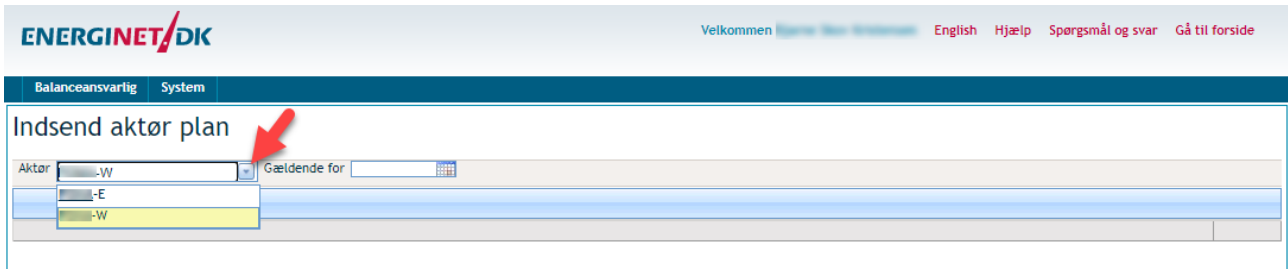 ENERGINET/DK
Velkommen English Hjælp Spørgsmål og svar Gå til forside
Balanceansvarlig System
Indsend aktør plan
Aktør -W Gældende for
-E
-W